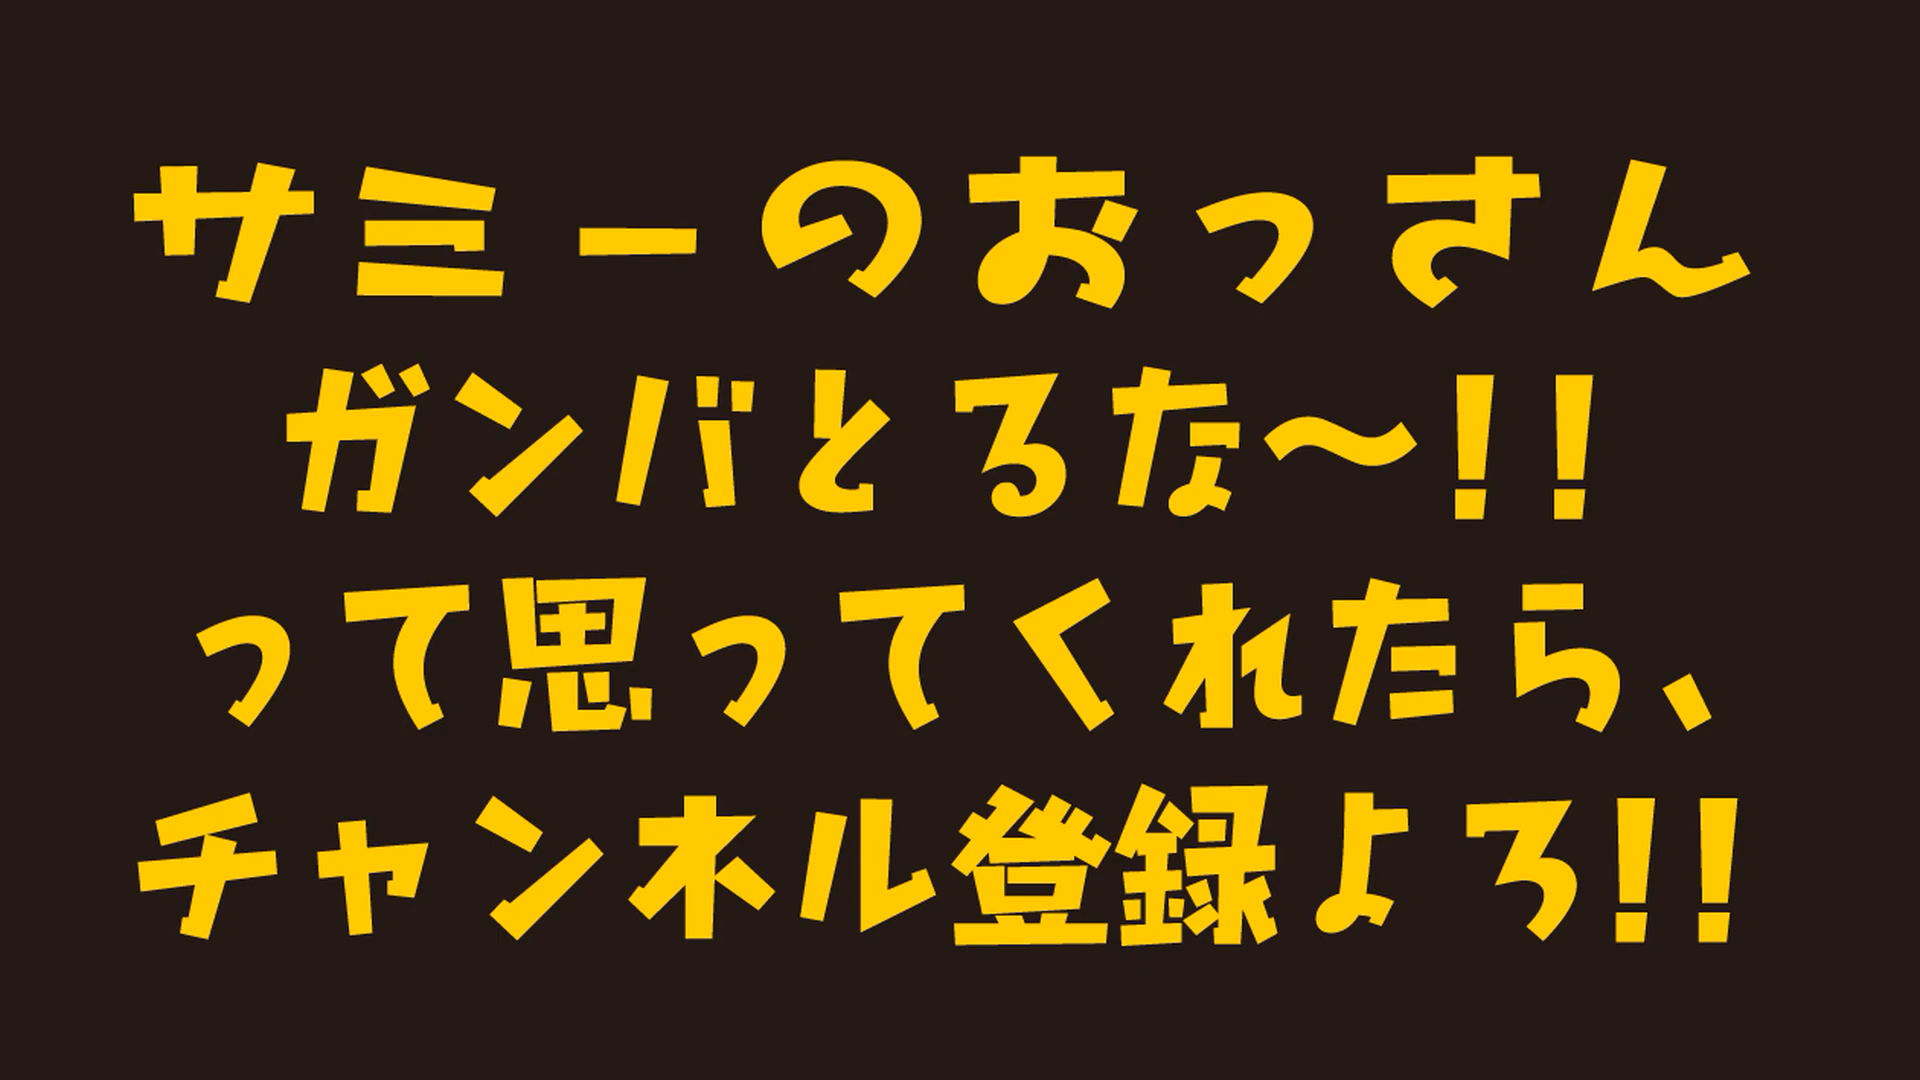 サミーのおっさん
ガンバとるな〜!!
って思ってくれたら、
チャンネル登録よろ!!